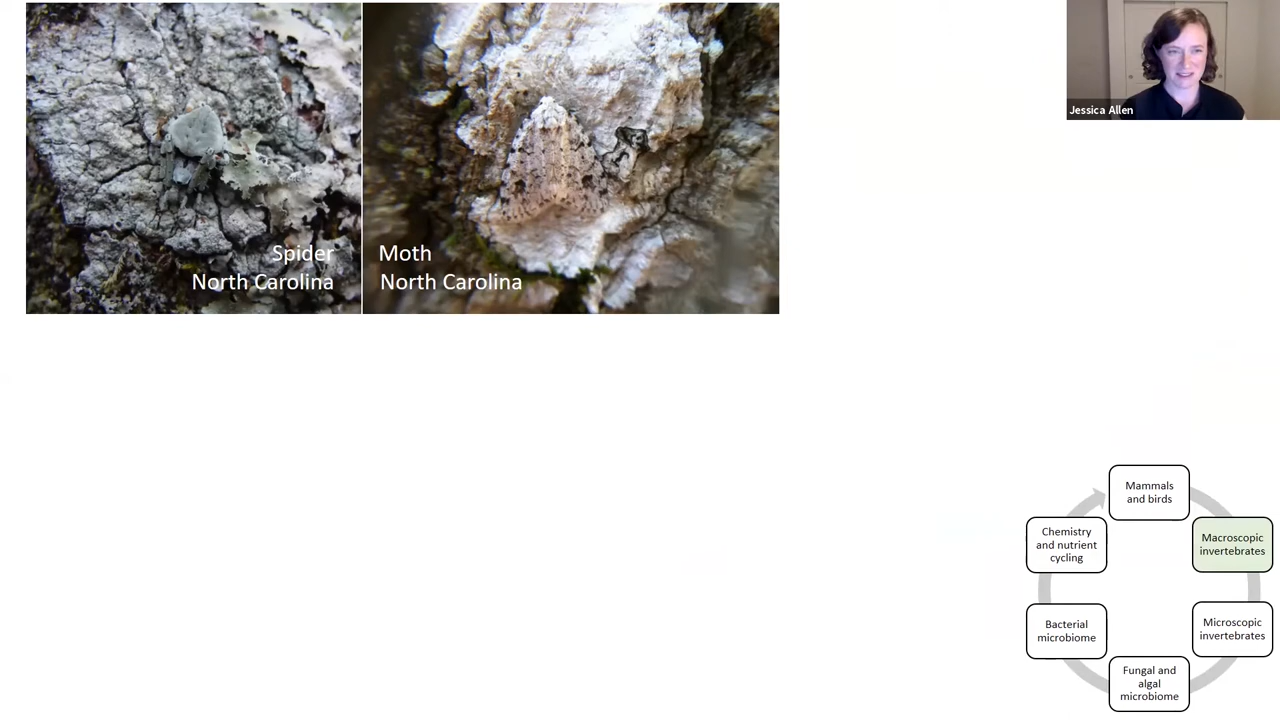 Spider
North Carolina
Moth
North Carolina
Jessica Allen
Mammals
and birds
Macroscopic
invertebrates
Microscopic
invertebrates
Fungal and
algal
microbiome
Bacterial
microbiome
Chemistry
and nutrient
cycling